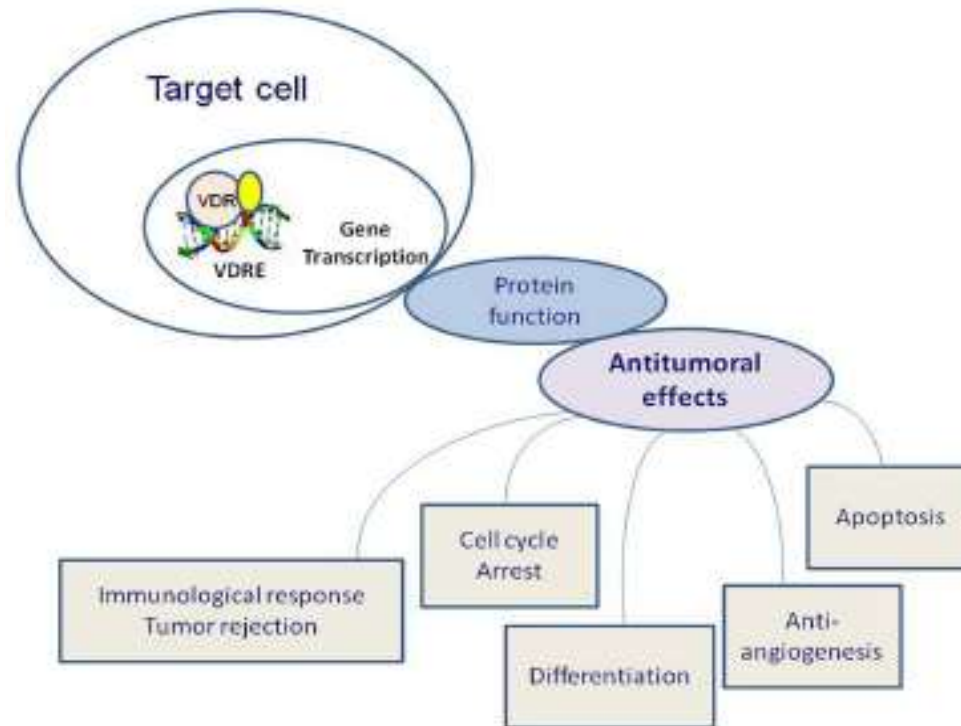 Target cell
VDR
VDRE
Gene
Transcription
Protein
function
Antitumoral
effects
Immunological response
Tumor rejection
Cell cycle
Arrest
Differentiation
Anti-
angiogenesis
Apoptosis